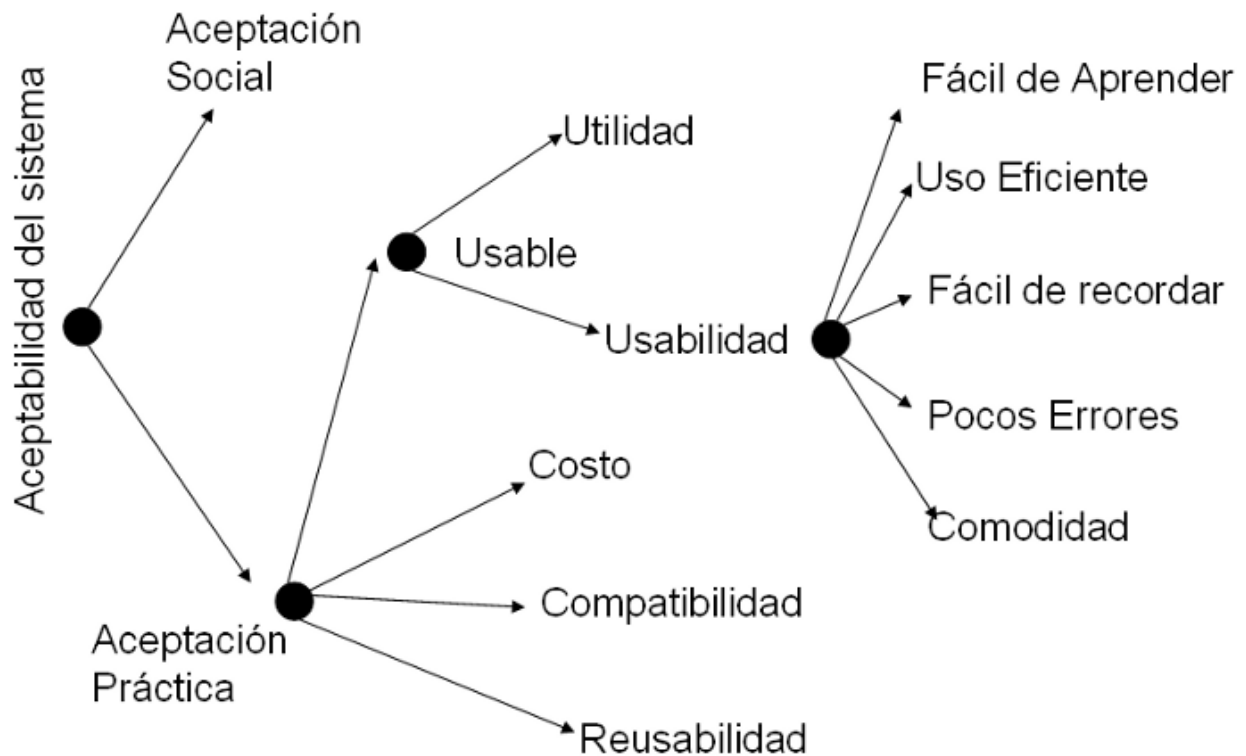 Aceptabilidad del sistema
Aceptación
Social
Aceptación
Práctica
Utilidad
Usable
Usabilidad
Costo
Compatibilidad
Reusabilidad
Fácil de Aprender
Uso Eficiente
Fácil de recordar
Pocos Errores
Comodidad